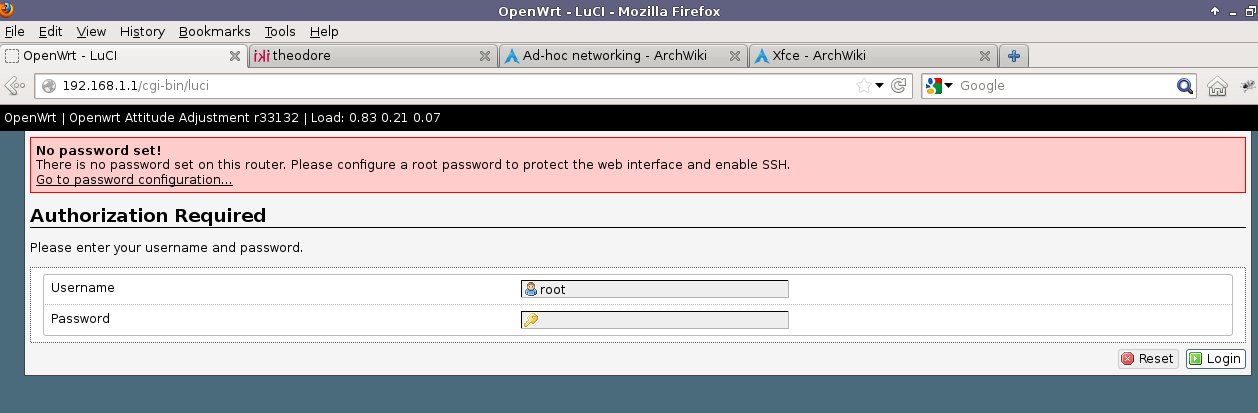 OpenWrt - LuCI - Mozilla Firefox
File Edit View History Bookmarks Tools Help
OpenWrt - LuCI
theodore
Ad-hoc networking - ArchWiki
Xfce - ArchWiki
192.168.1.1/cgi-bin/luci
Google
OpenWrt | Openwrt Attitude Adjustment r33132 | Load: 0.83 0.21 0.07
No password set!
There is no password set on this router. Please configure a root password to protect the web interface and enable SSH.
Go to password configuration...
Authorization Required
Please enter your username and password.
Username
root
Password
Reset
Login